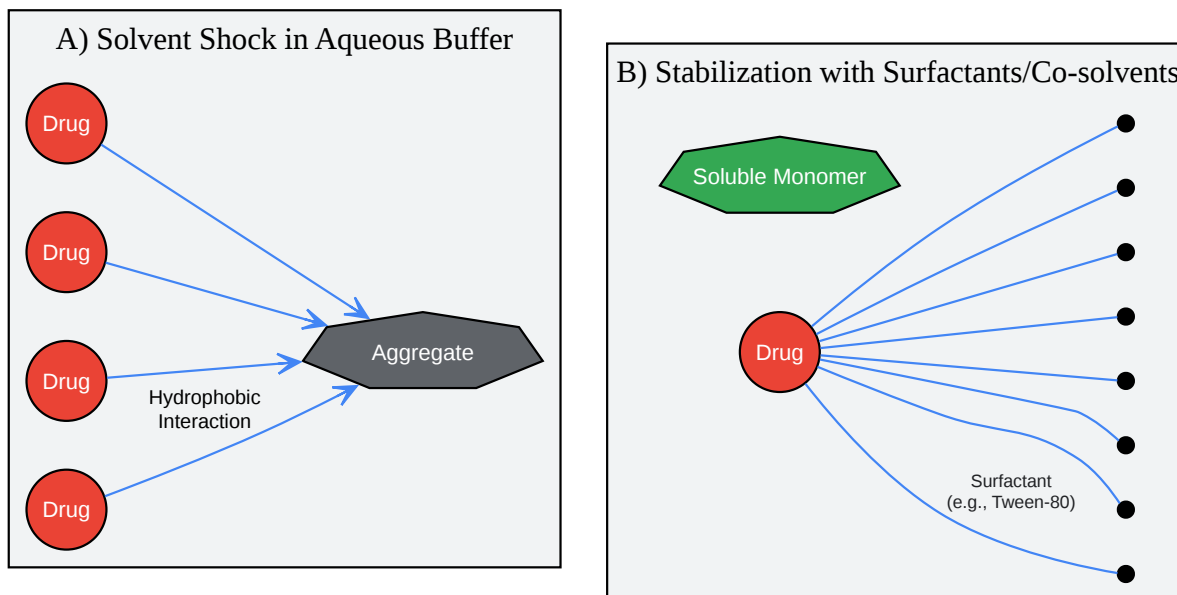 A) Solvent Shock in Aqueous Buffer
Drug
Drug
Drug
Drug
Hydrophobic
Interaction
Aggregate
B) Stabilization with Surfactants/Co-solvents
Soluble Monomer
Drug
Surfactant
(e.g., Tween-80)